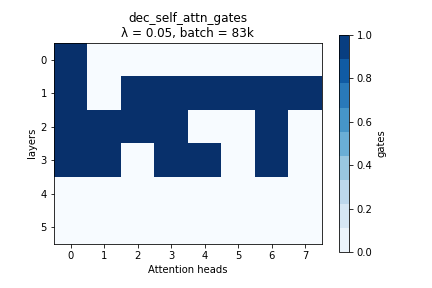 dec_self_attn_gates
λ = 0.05, batch = 83k
layers
0
1
2
3
4
5
0 1 2 3 4 5 6 7
Attention heads
1.0
0.8
0.6
0.4
0.2
0.0
gates